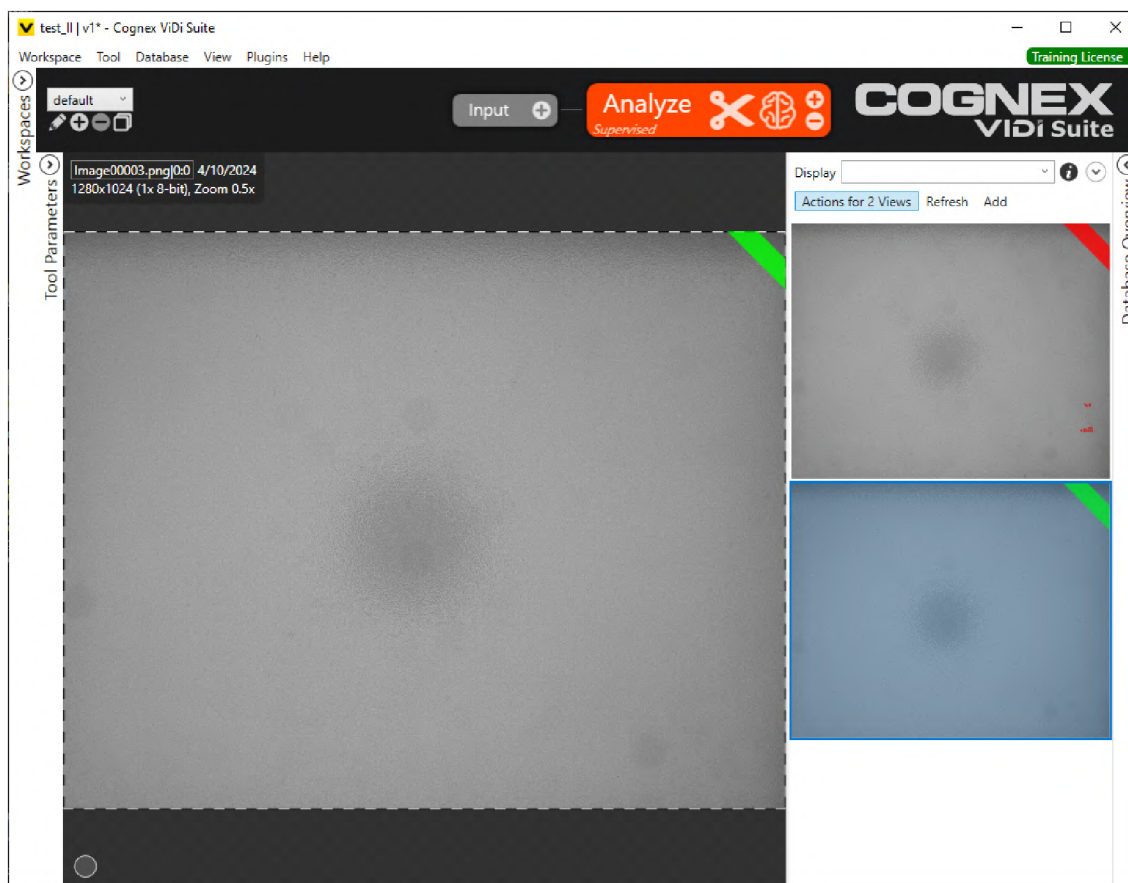 test_II | v1* - Cognex ViDi Suite
Workspace Tool Database View Plugins Help
Training License
Workspaces
default
Input
Analyze
Supervised
COGNEX
ViDi Suite
Tool Parameters
Image00003.png|0:0 4/10/2024
1280x1024 (1x 8-bit), Zoom 0.5x
Display
Actions for 2 Views Refresh Add
Database Overview